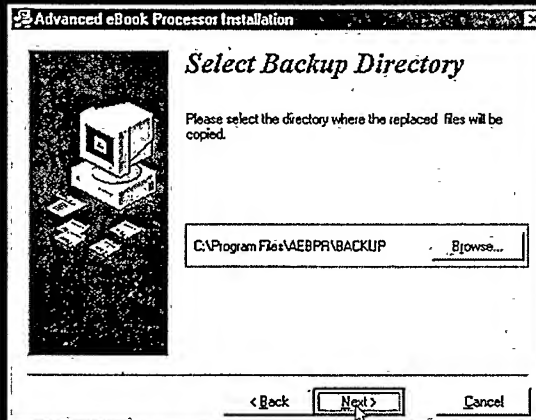 Advanced eBook Processor Installation
Select Backup Directory
Please select the directory where the replaced files will be
copied.
C:\Program Files\AEBPR\BACKUP
Browse...
< Back
Next >
Cancel